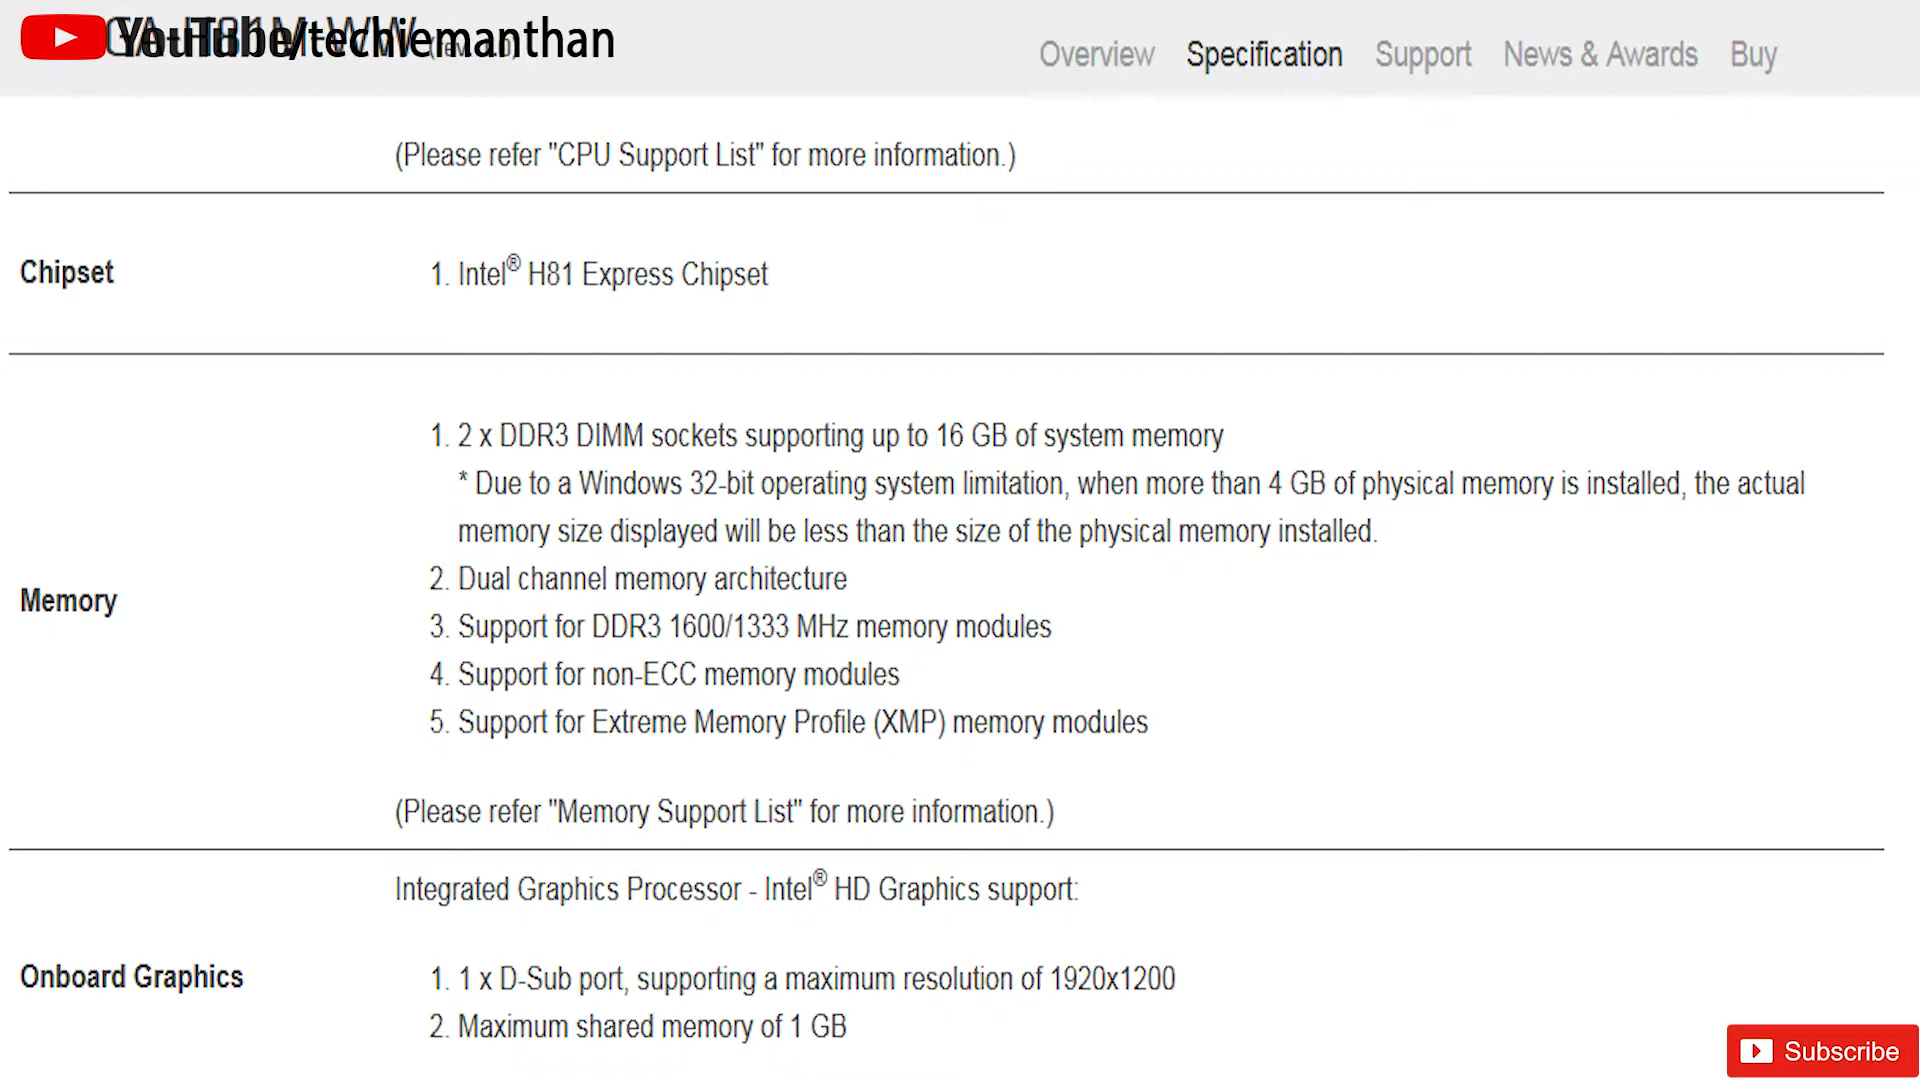 YouTube/techiemanthan
Overview Specification Support News & Awards Buy
(Please refer "CPU Support List" for more information.)
Chipset
1. Intel® H81 Express Chipset
1. 2 x DDR3 DIMM sockets supporting up to 16 GB of system memory
* Due to a Windows 32-bit operating system limitation, when more than 4 GB of physical memory is installed, the actual
memory size displayed will be less than the size of the physical memory installed.
2. Dual channel memory architecture
Memory
3. Support for DDR3 1600/1333 MHz memory modules
4. Support for non-ECC memory modules
5. Support for Extreme Memory Profile (XMP) memory modules
(Please refer "Memory Support List" for more information.)
Integrated Graphics Processor - Intel® HD Graphics support:
Onboard Graphics
1. 1 x D-Sub port, supporting a maximum resolution of 1920x1200
2. Maximum shared memory of 1 GB
Subscribe